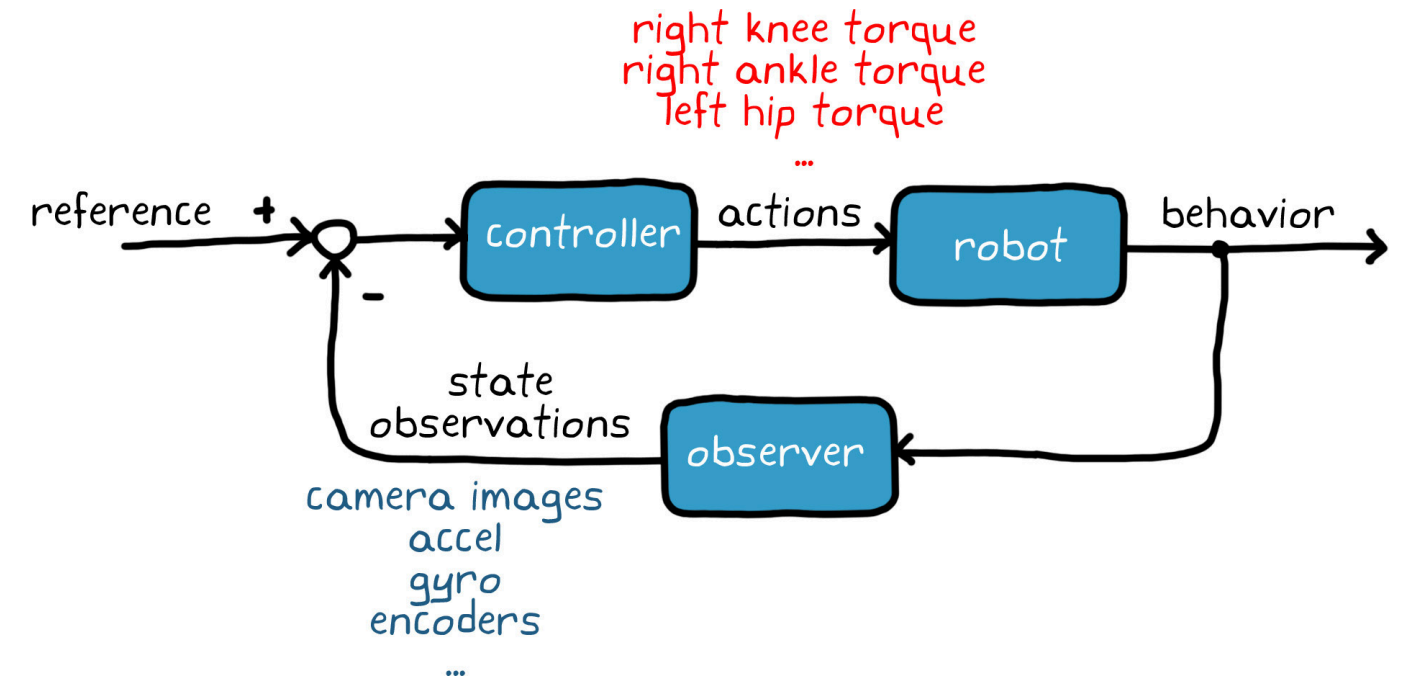 right knee torque
right ankle torque
left hip torque
...
reference +
controller
actions
robot
behavior
-
state
observations
observer
camera images
accel
gyro
encoders
...